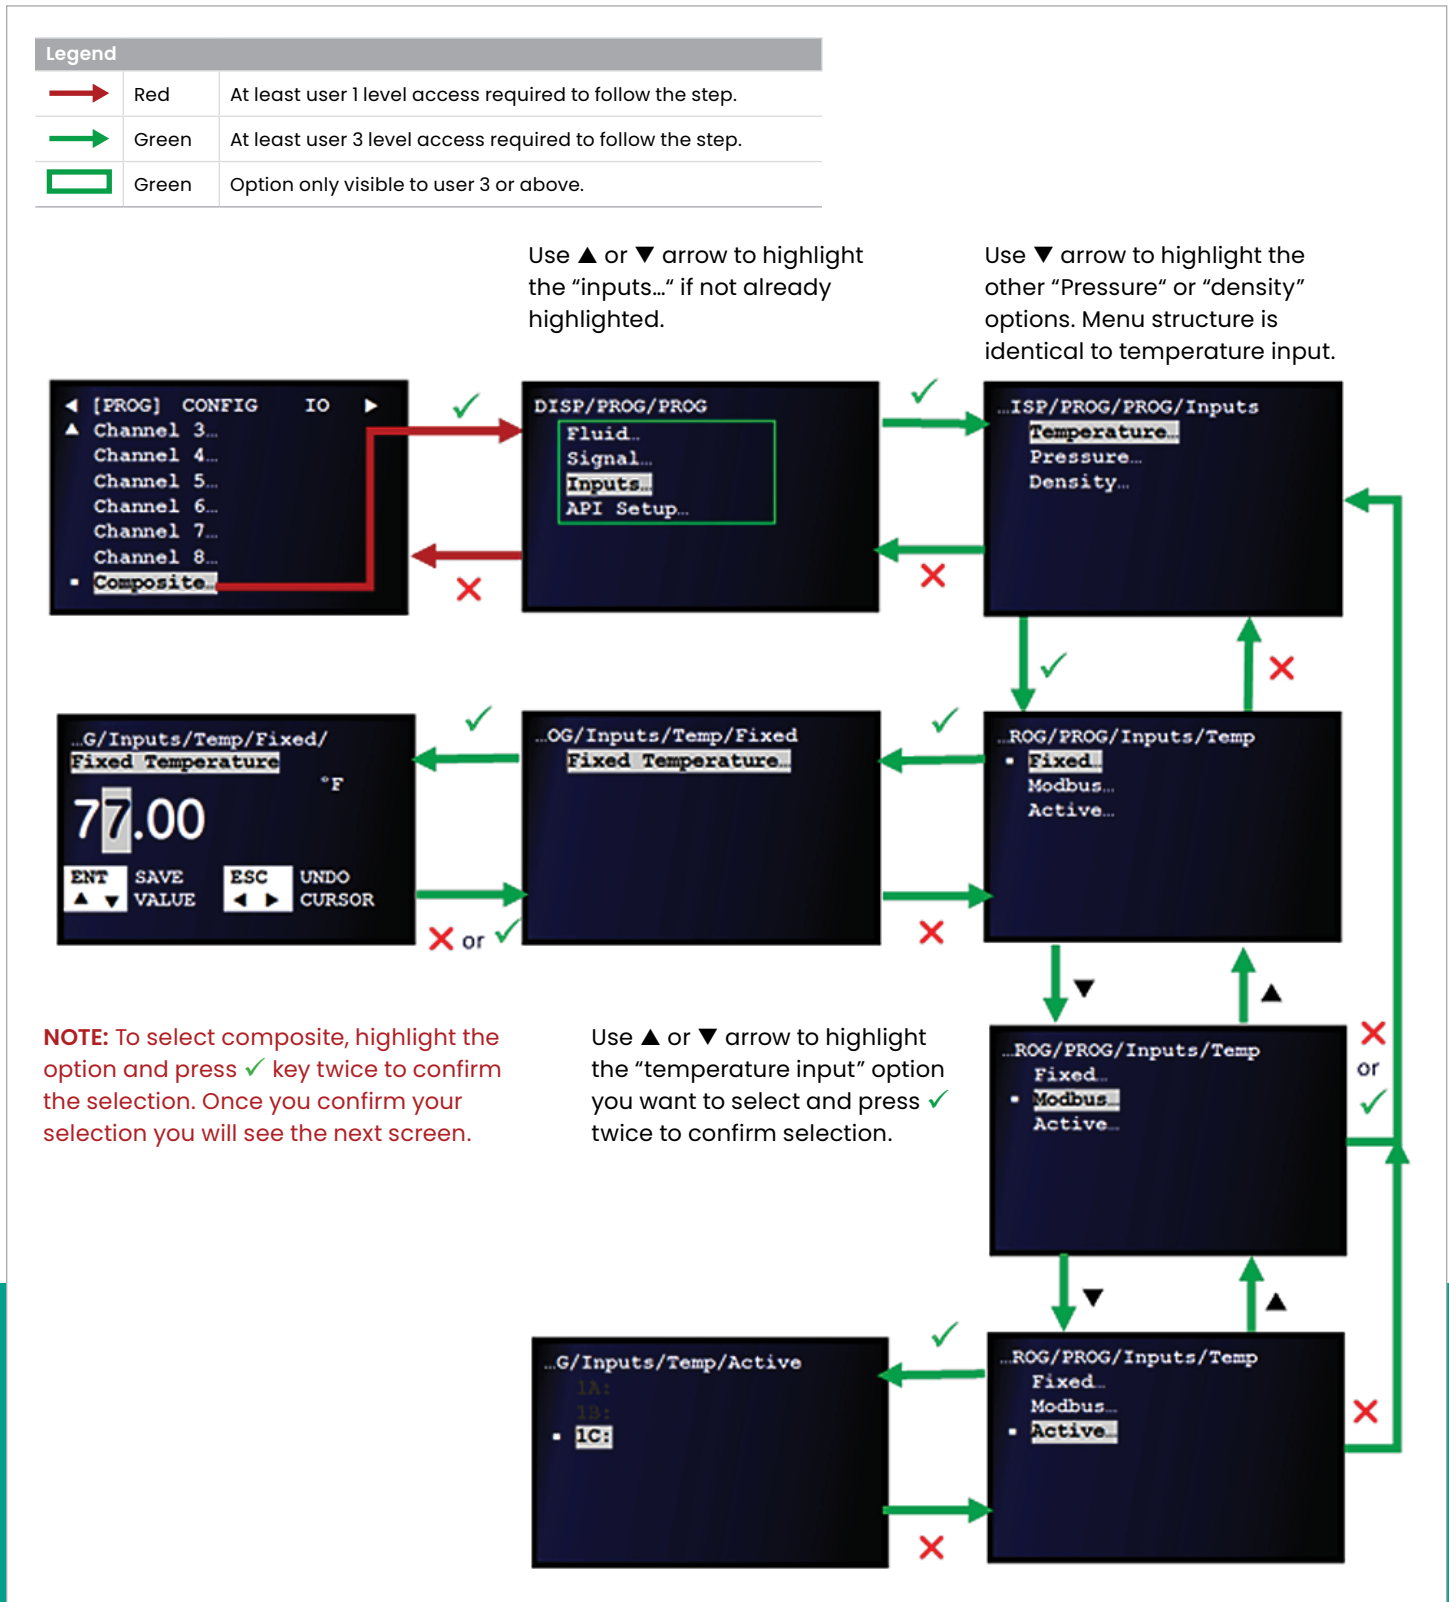 Legend
Red At least user 1 level access required to follow the step.
Green At least user 3 level access required to follow the step.
Green Option only visible to user 3 or above.
Use ▲ or ▼ arrow to highlight
the “inputs…“ if not already
highlighted.
Use ▼ arrow to highlight the
other “Pressure“ or “density”
options. Menu structure is
identical to temperature input.
◀ [PROG] CONFIG IO ▶
▲ Channel 3…
Channel 4…
Channel 5…
Channel 6…
Channel 7…
Channel 8…
▪ Composite…
✓
✕
DISP/PROG/PROG
Fluid…
Signal…
Inputs…
API Setup…
✓
✕
…ISP/PROG/PROG/Inputs
Temperature…
Pressure…
Density…
✓
✕
…G/Inputs/Temp/Fixed/
Fixed Temperature
°F
77.00
ENT SAVE ESC UNDO
▲ ▼ VALUE ◀ ▶ CURSOR
✓
✕ or ✓
…OG/Inputs/Temp/Fixed
Fixed Temperature…
✓
✕
…ROG/PROG/Inputs/Temp
▪ Fixed…
Modbus…
Active…
▼ ▲
NOTE: To select composite, highlight the
option and press ✓ key twice to confirm
the selection. Once you confirm your
selection you will see the next screen.
Use ▲ or ▼ arrow to highlight
the “temperature input” option
you want to select and press ✓
twice to confirm selection.
…ROG/PROG/Inputs/Temp
Fixed…
▪ Modbus…
Active…
✕
or
✓
▼ ▲
…G/Inputs/Temp/Active
1A:
1B:
▪ 1C:
✓
✕
…ROG/PROG/Inputs/Temp
Fixed…
Modbus…
▪ Active…
✕